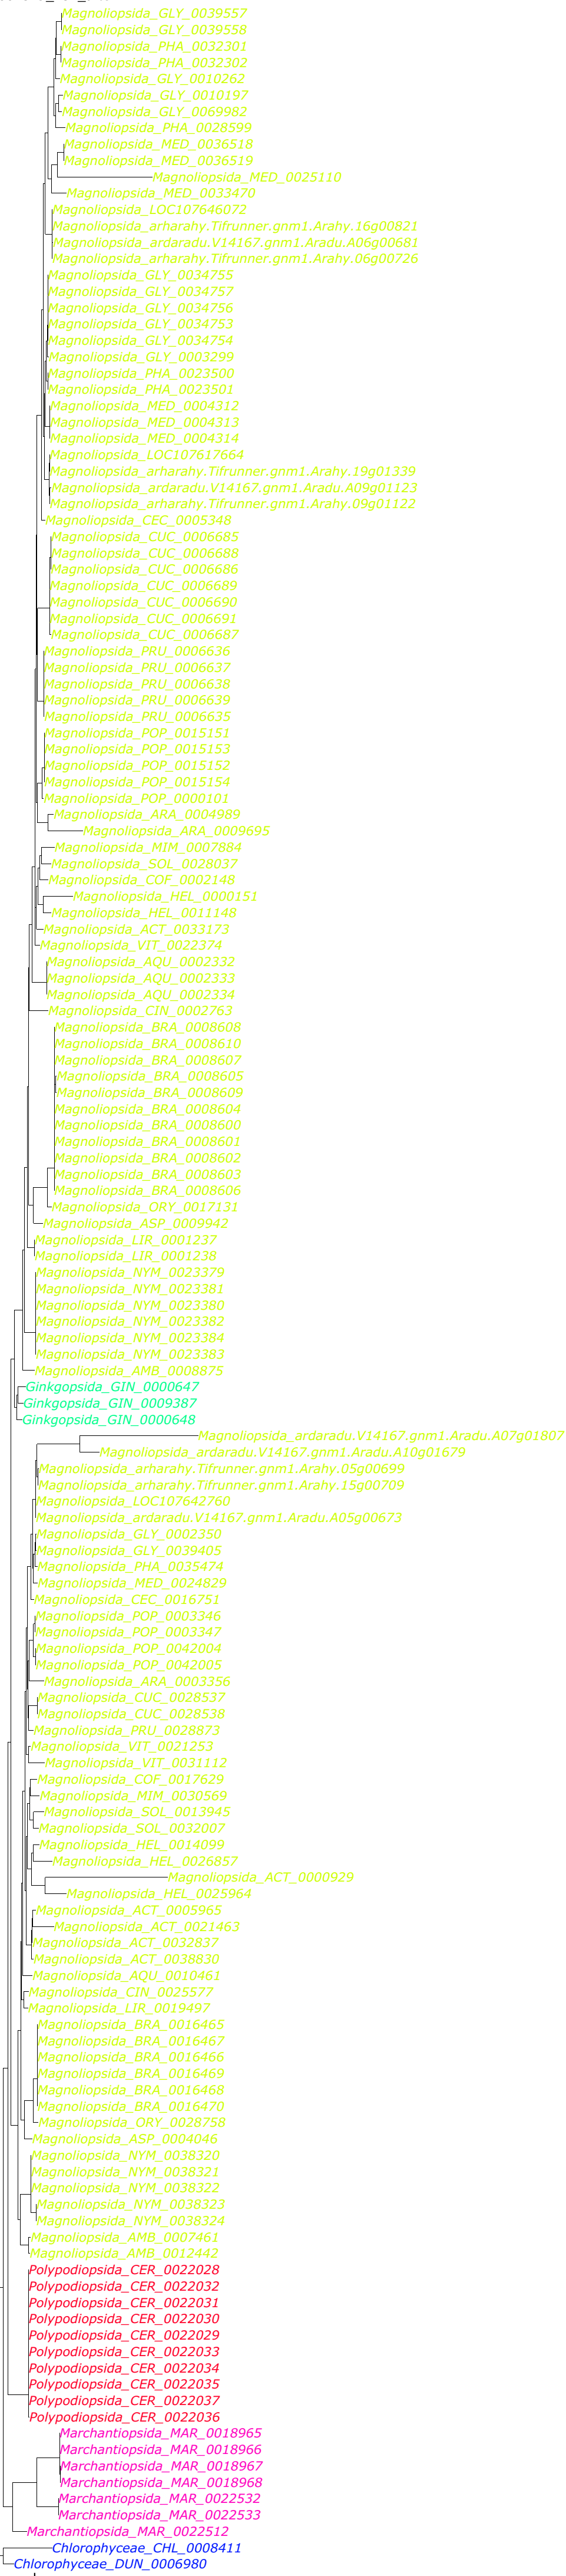 Magnoliopsida_GLY_0039557
Magnoliopsida_GLY_0039558
Magnoliopsida_PHA_0032301
Magnoliopsida_PHA_0032302
Magnoliopsida_GLY_0010262
Magnoliopsida_GLY_0010197
Magnoliopsida_GLY_0069982
Magnoliopsida_PHA_0028599
Magnoliopsida_MED_0036518
Magnoliopsida_MED_0036519
Magnoliopsida_MED_0025110
Magnoliopsida_MED_0033470
Magnoliopsida_LOC107646072
Magnoliopsida_arharahy.Tifrunner.gnm1.Arahy.16g00821
Magnoliopsida_ardaradu.V14167.gnm1.Aradu.A06g00681
Magnoliopsida_arharahy.Tifrunner.gnm1.Arahy.06g00726
Magnoliopsida_GLY_0034755
Magnoliopsida_GLY_0034757
Magnoliopsida_GLY_0034756
Magnoliopsida_GLY_0034753
Magnoliopsida_GLY_0034754
Magnoliopsida_GLY_0003299
Magnoliopsida_PHA_0023500
Magnoliopsida_PHA_0023501
Magnoliopsida_MED_0004312
Magnoliopsida_MED_0004313
Magnoliopsida_MED_0004314
Magnoliopsida_LOC107617664
Magnoliopsida_arharahy.Tifrunner.gnm1.Arahy.19g01339
Magnoliopsida_ardaradu.V14167.gnm1.Aradu.A09g01123
Magnoliopsida_arharahy.Tifrunner.gnm1.Arahy.09g01122
Magnoliopsida_CEC_0005348
Magnoliopsida_CUC_0006685
Magnoliopsida_CUC_0006688
Magnoliopsida_CUC_0006686
Magnoliopsida_CUC_0006689
Magnoliopsida_CUC_0006690
Magnoliopsida_CUC_0006691
Magnoliopsida_CUC_0006687
Magnoliopsida_PRU_0006636
Magnoliopsida_PRU_0006637
Magnoliopsida_PRU_0006638
Magnoliopsida_PRU_0006639
Magnoliopsida_PRU_0006635
Magnoliopsida_POP_0015151
Magnoliopsida_POP_0015153
Magnoliopsida_POP_0015152
Magnoliopsida_POP_0015154
Magnoliopsida_POP_0000101
Magnoliopsida_ARA_0004989
Magnoliopsida_ARA_0009695
Magnoliopsida_MIM_0007884
Magnoliopsida_SOL_0028037
Magnoliopsida_COF_0002148
Magnoliopsida_HEL_0000151
Magnoliopsida_HEL_0011148
Magnoliopsida_ACT_0033173
Magnoliopsida_VIT_0022374
Magnoliopsida_AQU_0002332
Magnoliopsida_AQU_0002333
Magnoliopsida_AQU_0002334
Magnoliopsida_CIN_0002763
Magnoliopsida_BRA_0008608
Magnoliopsida_BRA_0008610
Magnoliopsida_BRA_0008607
Magnoliopsida_BRA_0008605
Magnoliopsida_BRA_0008609
Magnoliopsida_BRA_0008604
Magnoliopsida_BRA_0008600
Magnoliopsida_BRA_0008601
Magnoliopsida_BRA_0008602
Magnoliopsida_BRA_0008603
Magnoliopsida_BRA_0008606
Magnoliopsida_ORY_0017131
Magnoliopsida_ASP_0009942
Magnoliopsida_LIR_0001237
Magnoliopsida_LIR_0001238
Magnoliopsida_NYM_0023379
Magnoliopsida_NYM_0023381
Magnoliopsida_NYM_0023380
Magnoliopsida_NYM_0023382
Magnoliopsida_NYM_0023384
Magnoliopsida_NYM_0023383
Magnoliopsida_AMB_0008875
Ginkgopsida_GIN_0000647
Ginkgopsida_GIN_0009387
Ginkgopsida_GIN_0000648
Magnoliopsida_ardaradu.V14167.gnm1.Aradu.A07g01807
Magnoliopsida_ardaradu.V14167.gnm1.Aradu.A10g01679
Magnoliopsida_arharahy.Tifrunner.gnm1.Arahy.05g00699
Magnoliopsida_arharahy.Tifrunner.gnm1.Arahy.15g00709
Magnoliopsida_LOC107642760
Magnoliopsida_ardaradu.V14167.gnm1.Aradu.A05g00673
Magnoliopsida_GLY_0002350
Magnoliopsida_GLY_0039405
Magnoliopsida_PHA_0035474
Magnoliopsida_MED_0024829
Magnoliopsida_CEC_0016751
Magnoliopsida_POP_0003346
Magnoliopsida_POP_0003347
Magnoliopsida_POP_0042004
Magnoliopsida_POP_0042005
Magnoliopsida_ARA_0003356
Magnoliopsida_CUC_0028537
Magnoliopsida_CUC_0028538
Magnoliopsida_PRU_0028873
Magnoliopsida_VIT_0021253
Magnoliopsida_VIT_0031112
Magnoliopsida_COF_0017629
Magnoliopsida_MIM_0030569
Magnoliopsida_SOL_0013945
Magnoliopsida_SOL_0032007
Magnoliopsida_HEL_0014099
Magnoliopsida_HEL_0026857
Magnoliopsida_ACT_0000929
Magnoliopsida_HEL_0025964
Magnoliopsida_ACT_0005965
Magnoliopsida_ACT_0021463
Magnoliopsida_ACT_0032837
Magnoliopsida_ACT_0038830
Magnoliopsida_AQU_0010461
Magnoliopsida_CIN_0025577
Magnoliopsida_LIR_0019497
Magnoliopsida_BRA_0016465
Magnoliopsida_BRA_0016467
Magnoliopsida_BRA_0016466
Magnoliopsida_BRA_0016469
Magnoliopsida_BRA_0016468
Magnoliopsida_BRA_0016470
Magnoliopsida_ORY_0028758
Magnoliopsida_ASP_0004046
Magnoliopsida_NYM_0038320
Magnoliopsida_NYM_0038321
Magnoliopsida_NYM_0038322
Magnoliopsida_NYM_0038323
Magnoliopsida_NYM_0038324
Magnoliopsida_AMB_0007461
Magnoliopsida_AMB_0012442
Polypodiopsida_CER_0022028
Polypodiopsida_CER_0022032
Polypodiopsida_CER_0022031
Polypodiopsida_CER_0022030
Polypodiopsida_CER_0022029
Polypodiopsida_CER_0022033
Polypodiopsida_CER_0022034
Polypodiopsida_CER_0022035
Polypodiopsida_CER_0022037
Polypodiopsida_CER_0022036
Marchantiopsida_MAR_0018965
Marchantiopsida_MAR_0018966
Marchantiopsida_MAR_0018967
Marchantiopsida_MAR_0018968
Marchantiopsida_MAR_0022532
Marchantiopsida_MAR_0022533
Marchantiopsida_MAR_0022512
Chlorophyceae_CHL_0008411
Chlorophyceae_DUN_0006980